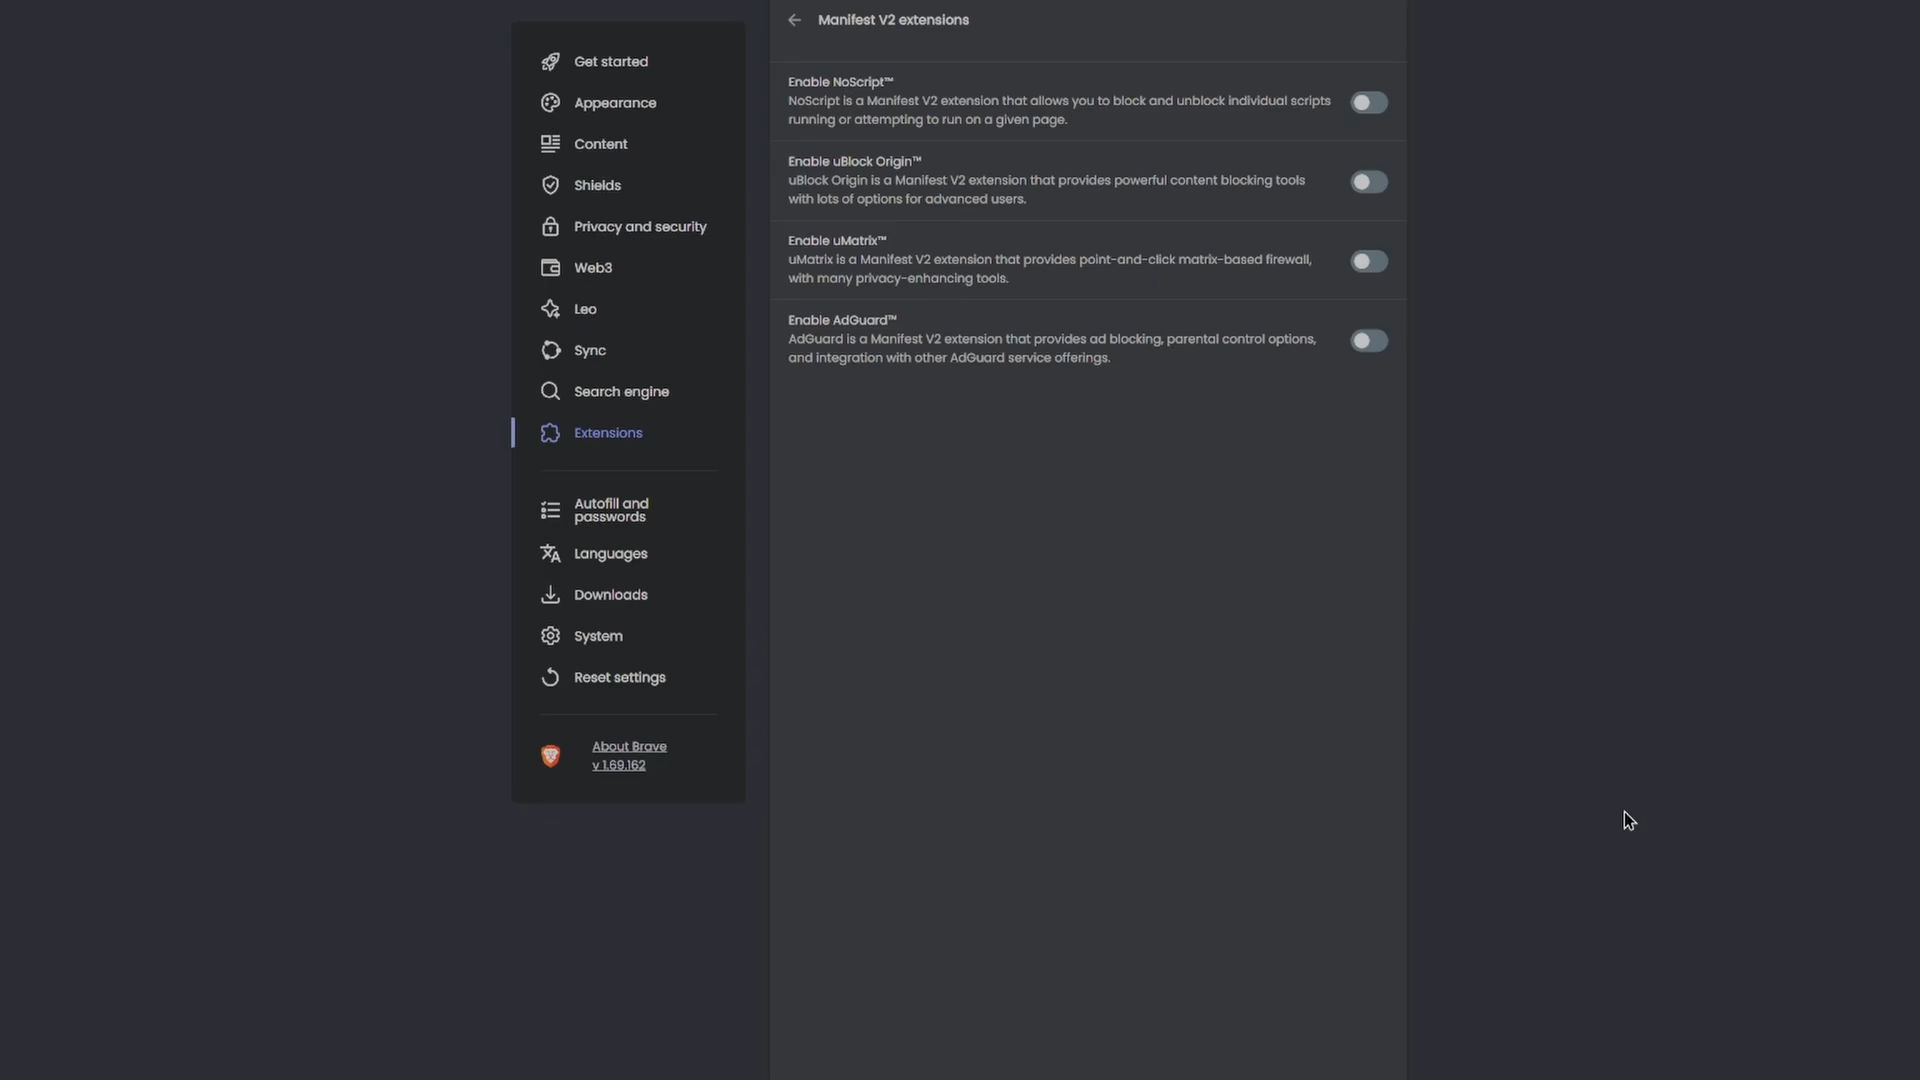 Get started
Appearance
Content
Shields
Privacy and security
Web3
Leo
Sync
Search engine
Extensions
Autofill and
passwords
Languages
Downloads
System
Reset settings
About Brave
v 1.69.162
Manifest V2 extensions
Enable NoScript™
NoScript is a Manifest V2 extension that allows you to block and unblock individual scripts
running or attempting to run on a given page.
Enable uBlock Origin™
uBlock Origin is a Manifest V2 extension that provides powerful content blocking tools
with lots of options for advanced users.
Enable uMatrix™
uMatrix is a Manifest V2 extension that provides point-and-click matrix-based firewall,
with many privacy-enhancing tools.
Enable AdGuard™
AdGuard is a Manifest V2 extension that provides ad blocking, parental control options,
and integration with other AdGuard service offerings.